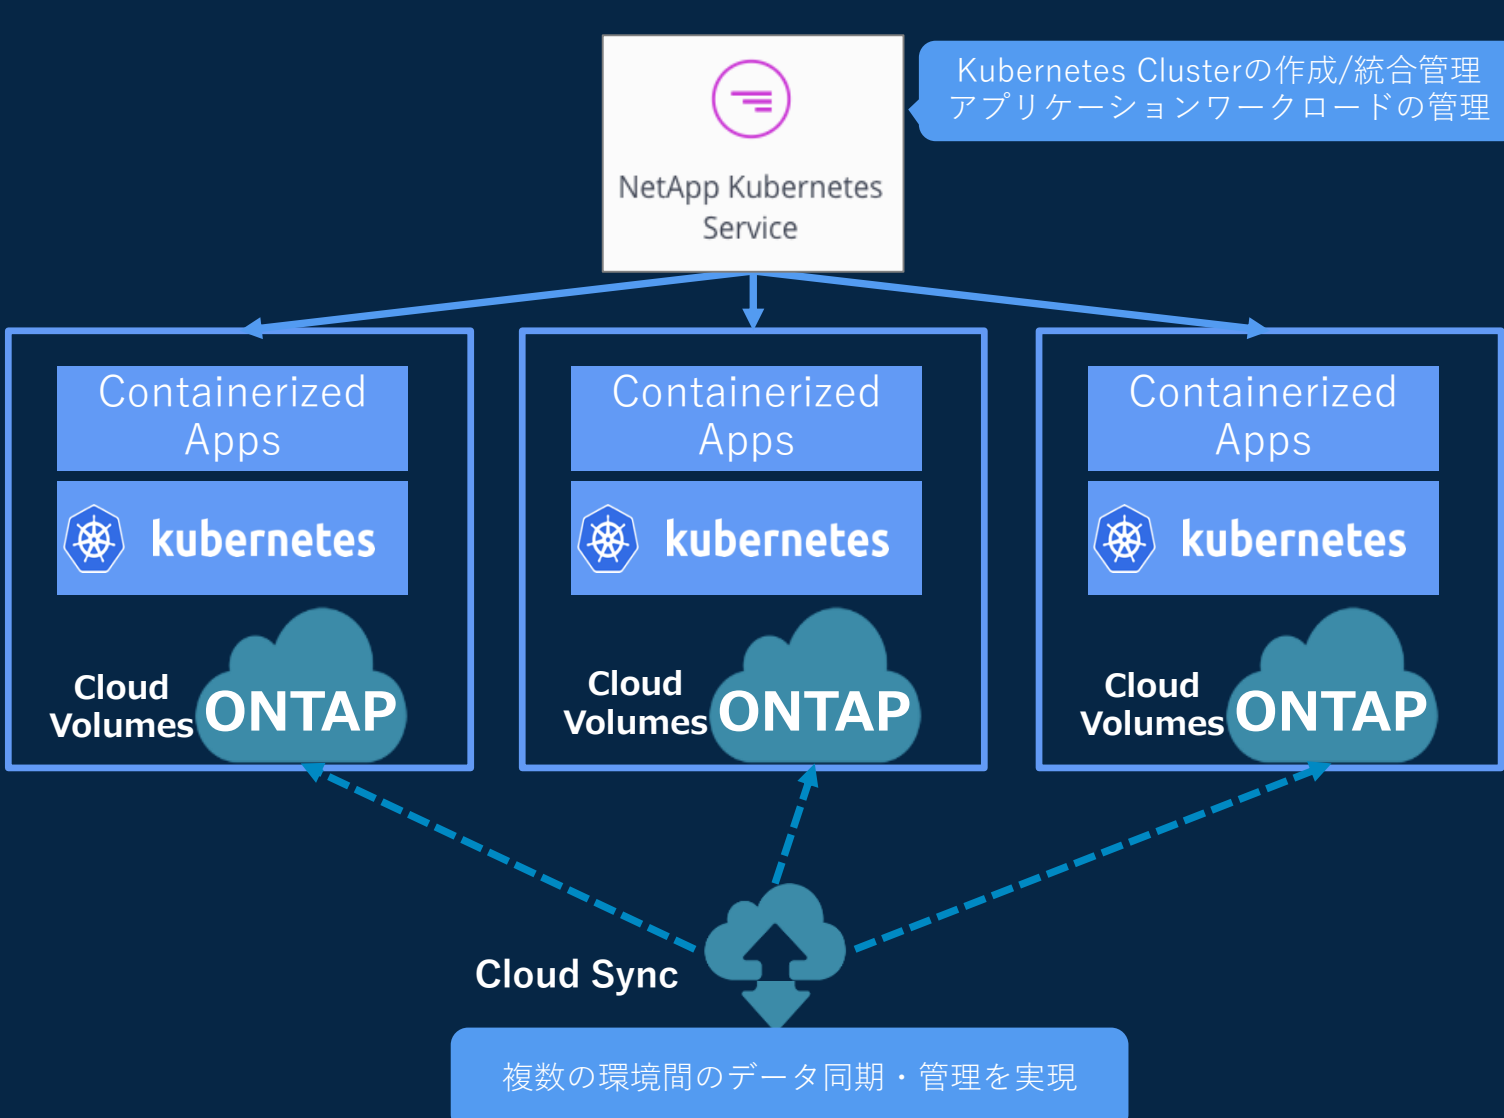 Kubernetes Clusterの作成/統合管理
アプリケーションワークロードの管理
NetApp Kubernetes
Service
Containerized
Apps
kubernetes
Cloud
Volumes
ONTAP
Containerized
Apps
kubernetes
Cloud
Volumes
ONTAP
Containerized
Apps
kubernetes
Cloud
Volumes
ONTAP
Cloud Sync
複数の環境間のデータ同期・管理を実現